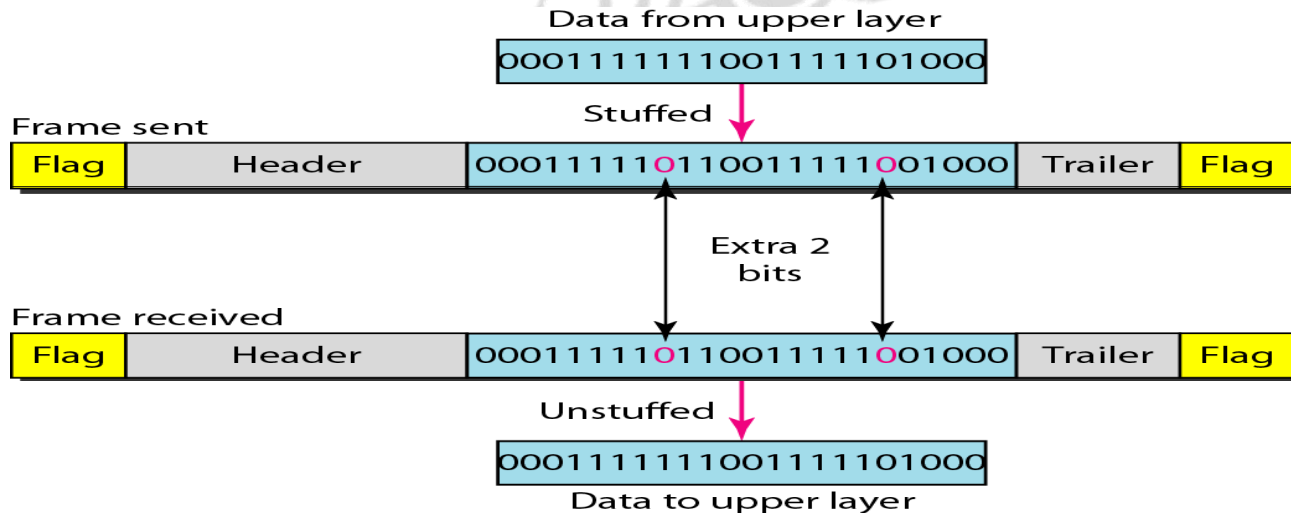 Data from upper layer
0001111111001111101000
Stuffed
Frame sent
Flag Header 000111110110011111001000 Trailer Flag
Extra 2
bits
Frame received
Flag Header 000111110110011111001000 Trailer Flag
Unstuffed
0001111111001111101000
Data to upper layer